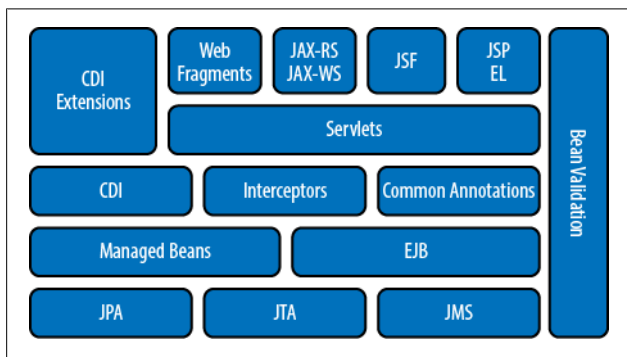 CDI
Extensions
Web
Fragments
JAX-RS
JAX-WS
JSF
JSP
EL
Servlets
CDI
Interceptors
Common Annotations
Managed Beans
EJB
JPA
JTA
JMS
Bean Validation